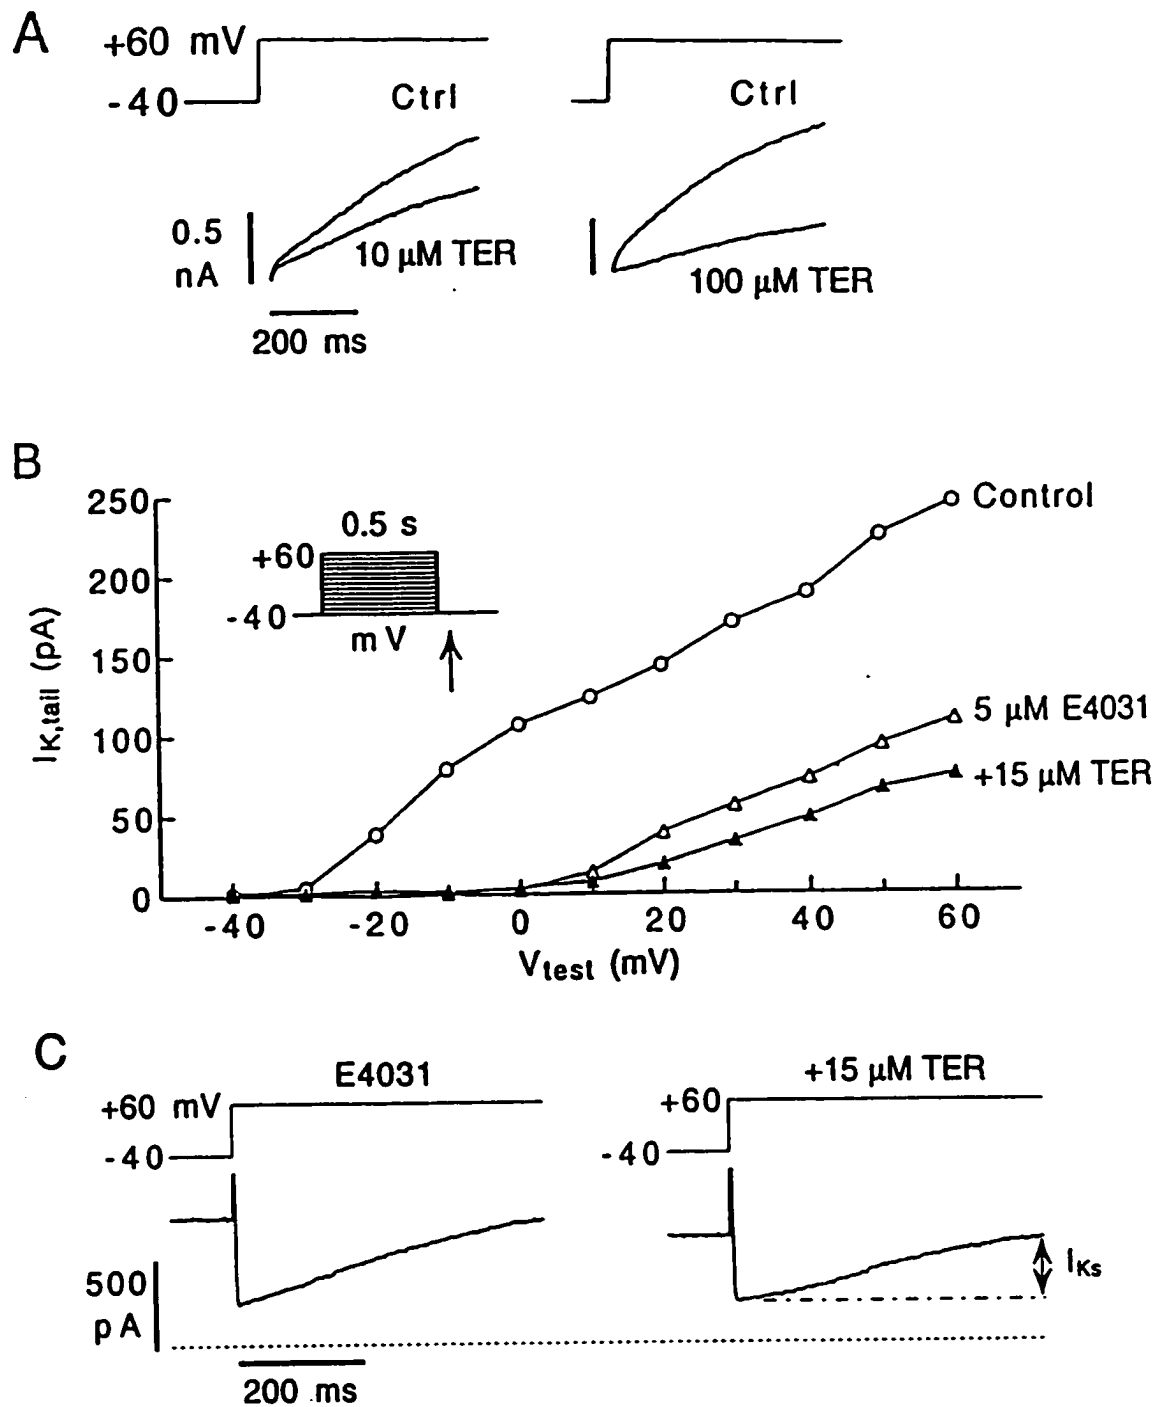 A
+60 mV
-40
Ctrl
Ctrl
0.5
nA
10 µM TER
100 µM TER
200 ms
B
250
200
150
100
50
0
IK,tail (pA)
0.5 s
+60
-40
mV
Control
5 µM E4031
+15 µM TER
-40
-20
0
20
40
60
Vtest (mV)
C
E4031
+15 µM TER
+60 mV
-40
+60
-40
500
pA
IKs
200 ms